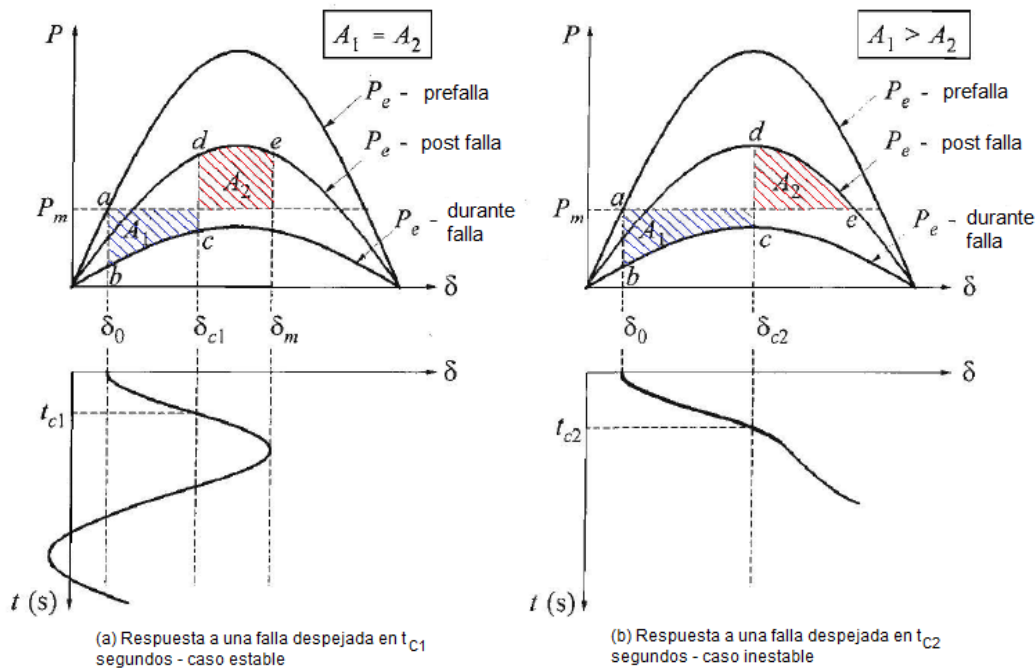 P
A₁ = A₂
Pₑ - prefalla
Pₑ - post falla
Pₑ - durante
falla
d
e
A₂
a
Pₘ
A₁
c
b
δ
δ₀
δc1
δₘ
δ
tc1
t (s)
(a) Respuesta a una falla despejada en tC1
segundos - caso estable
P
A₁ > A₂
Pₑ - prefalla
Pₑ - post falla
Pₑ - durante
falla
d
A₂
a
Pₘ
e
A₁
c
b
δ
δ₀
δc2
δ
tc2
t (s)
(b) Respuesta a una falla despejada en tC2
segundos - caso inestable